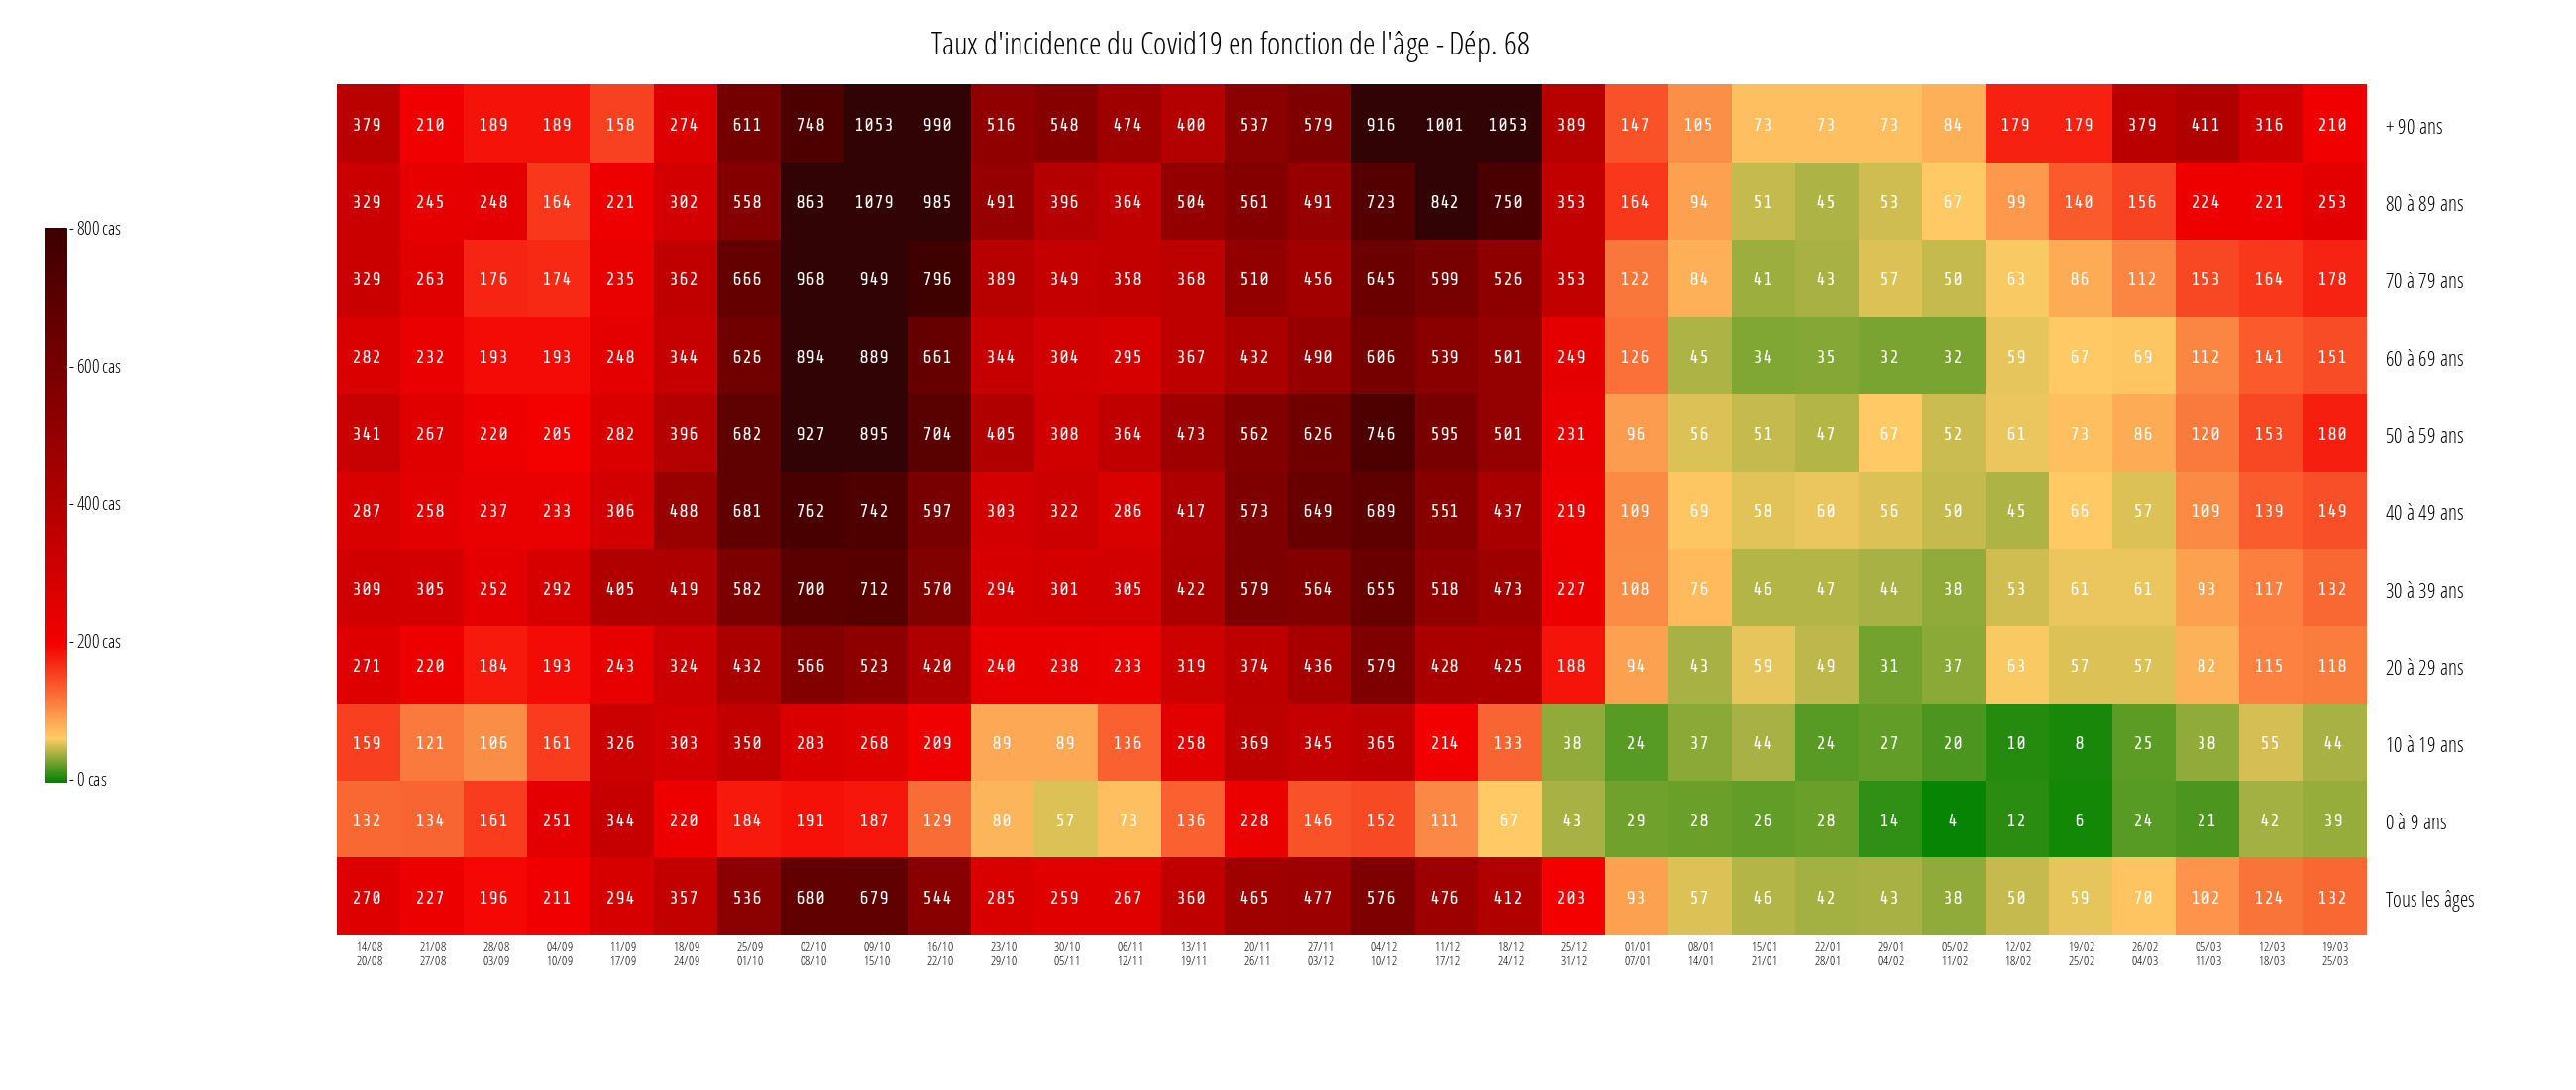 Taux d'incidence du Covid19 en fonction de l'âge - Dép. 68
379 210 189 189 158 274 611 748 1053 990 516 548 474 400 537 579 916 1001 1053 389 147 105 73 73 73 84 179 179 379 411 316 210 + 90 ans
329 245 248 164 221 302 558 863 1079 985 491 396 364 504 561 491 723 842 750 353 164 94 51 45 53 67 99 140 156 224 221 253 80 à 89 ans
- 800 cas
329 263 176 174 235 362 666 968 949 796 389 349 358 368 510 456 645 599 526 353 122 84 41 43 57 50 63 86 112 153 164 178 70 à 79 ans
282 232 193 193 248 344 626 894 889 661 344 304 295 367 432 490 606 539 501 249 126 45 34 35 32 32 59 67 69 112 141 151 60 à 69 ans
- 600 cas
341 267 220 205 282 396 682 927 895 704 405 308 364 473 562 626 746 595 501 231 96 56 51 47 67 52 61 73 86 120 153 180 50 à 59 ans
- 400 cas
287 258 237 233 306 488 681 762 742 597 303 322 286 417 573 649 689 551 437 219 109 69 58 60 56 50 45 66 57 109 139 149 40 à 49 ans
309 305 252 292 405 419 582 700 712 570 294 301 305 422 579 564 655 518 473 227 108 76 46 47 44 38 53 61 61 93 117 132 30 à 39 ans
- 200 cas
271 220 184 193 243 324 432 566 523 420 240 238 233 319 374 436 579 428 425 188 94 43 59 49 31 37 63 57 57 82 115 118 20 à 29 ans
159 121 106 161 326 303 350 283 268 209 89 89 136 258 369 345 365 214 133 38 24 37 44 24 27 20 10 8 25 38 55 44 10 à 19 ans
- 0 cas
132 134 161 251 344 220 184 191 187 129 80 57 73 136 228 146 152 111 67 43 29 28 26 28 14 4 12 6 24 21 42 39 0 à 9 ans
270 227 196 211 294 357 536 680 679 544 285 259 267 360 465 477 576 476 412 203 93 57 46 42 43 38 50 59 70 102 124 132 Tous les âges
14/08 21/08 28/08 04/09 11/09 18/09 25/09 02/10 09/10 16/10 23/10 30/10 06/11 13/11 20/11 27/11 04/12 11/12 18/12 25/12 01/01 08/01 15/01 22/01 29/01 05/02 12/02 19/02 26/02 05/03 12/03 19/03
20/08 27/08 03/09 10/09 17/09 24/09 01/10 08/10 15/10 22/10 29/10 05/11 12/11 19/11 26/11 03/12 10/12 17/12 24/12 31/12 07/01 14/01 21/01 28/01 04/02 11/02 18/02 25/02 04/03 11/03 18/03 25/03